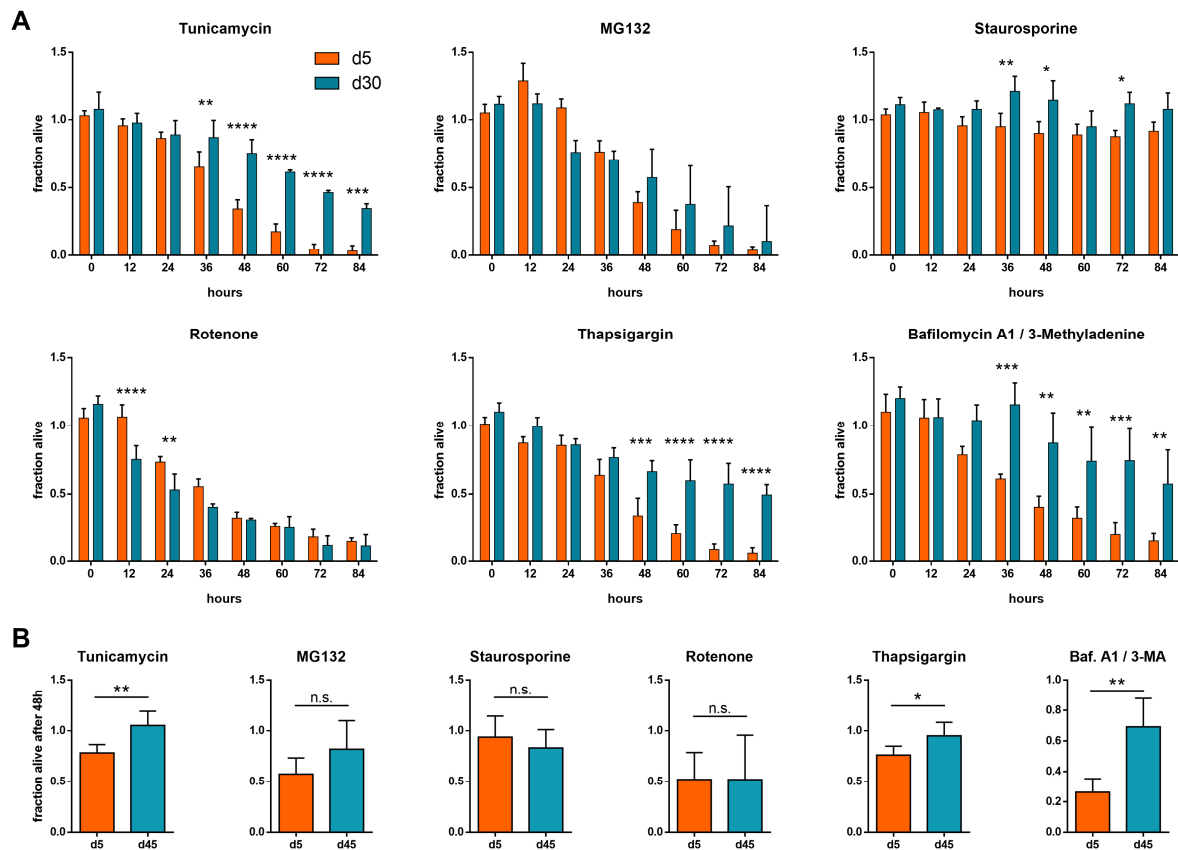 A
Tunicamycin
fraction alive
1.5
1.0
0.5
0.0
d5
d30
**
****
****
****
***
0 12 24 36 48 60 72 84
hours
MG132
fraction alive
1.5
1.0
0.5
0.0
0 12 24 36 48 60 72 84
hours
Staurosporine
fraction alive
1.5
1.0
0.5
0.0
**
*
*
0 12 24 36 48 60 72 84
hours
Rotenone
fraction alive
1.5
1.0
0.5
0.0
****
**
0 12 24 36 48 60 72 84
hours
Thapsigargin
fraction alive
1.5
1.0
0.5
0.0
***
****
****
****
0 12 24 36 48 60 72 84
hours
Bafilomycin A1 / 3-Methyladenine
fraction alive
1.5
1.0
0.5
0.0
***
**
**
***
**
0 12 24 36 48 60 72 84
hours
B
Tunicamycin
fraction alive after 48h
1.5
1.0
0.5
0.0
**
d5 d45
MG132
1.5
1.0
0.5
0.0
n.s.
d5 d45
Staurosporine
1.5
1.0
0.5
0.0
n.s.
d5 d45
Rotenone
1.5
1.0
0.5
0.0
n.s.
d5 d45
Thapsigargin
1.5
1.0
0.5
0.0
*
d5 d45
Baf. A1 / 3-MA
1.0
0.8
0.6
0.4
0.2
0.0
**
d5 d45